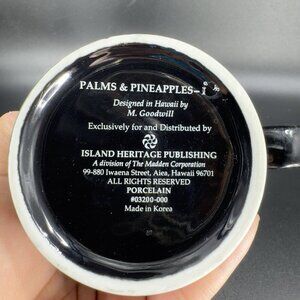 PALMS & PINEAPPLES-1
Designed in Hawaii by
M. Goodwill
Exclusively for and Distributed by
ISLAND HERITAGE PUBLISHING
A division of The Madden Corporation
99-880 Iwaena Street, Aiea, Hawaii 96701
ALL RIGHTS RESERVED
PORCELAIN
#03200-000
Made in Korea